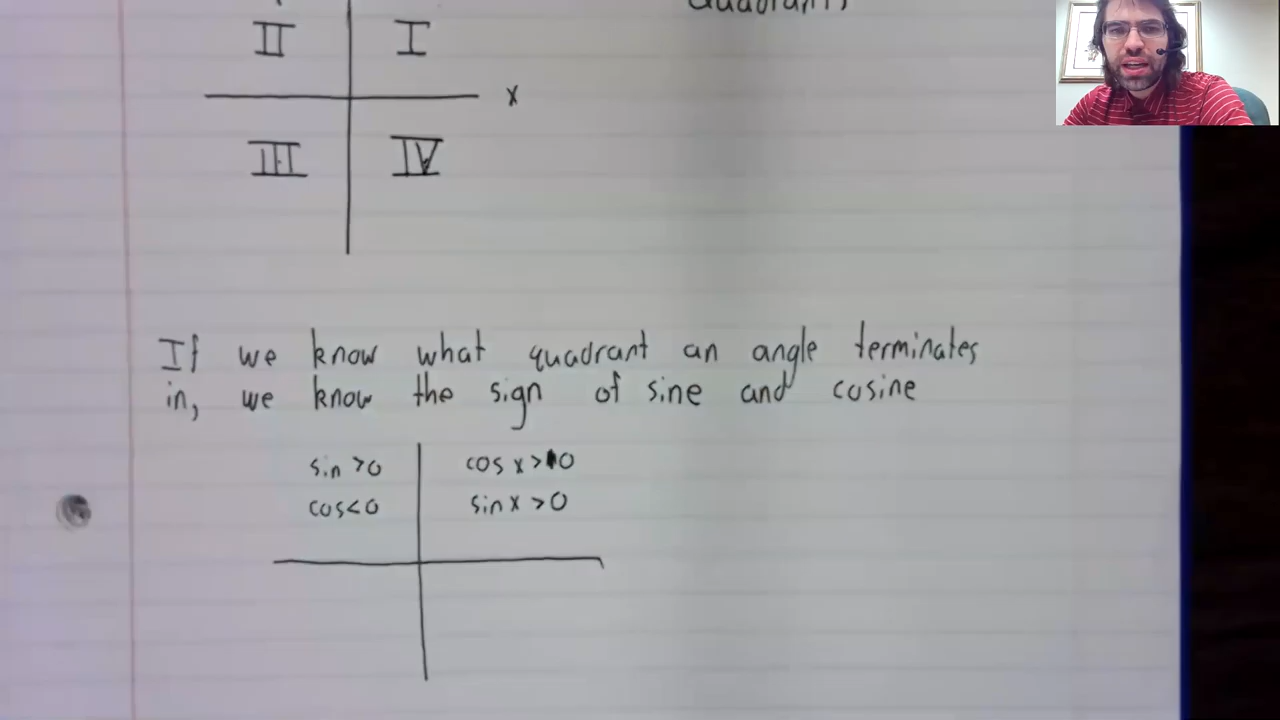 Quadrants
II I
x
III IV
If we know what quadrant an angle terminates
in, we know the sign of sine and cosine
sin >0 cos x >0
cos<0 sin x >0